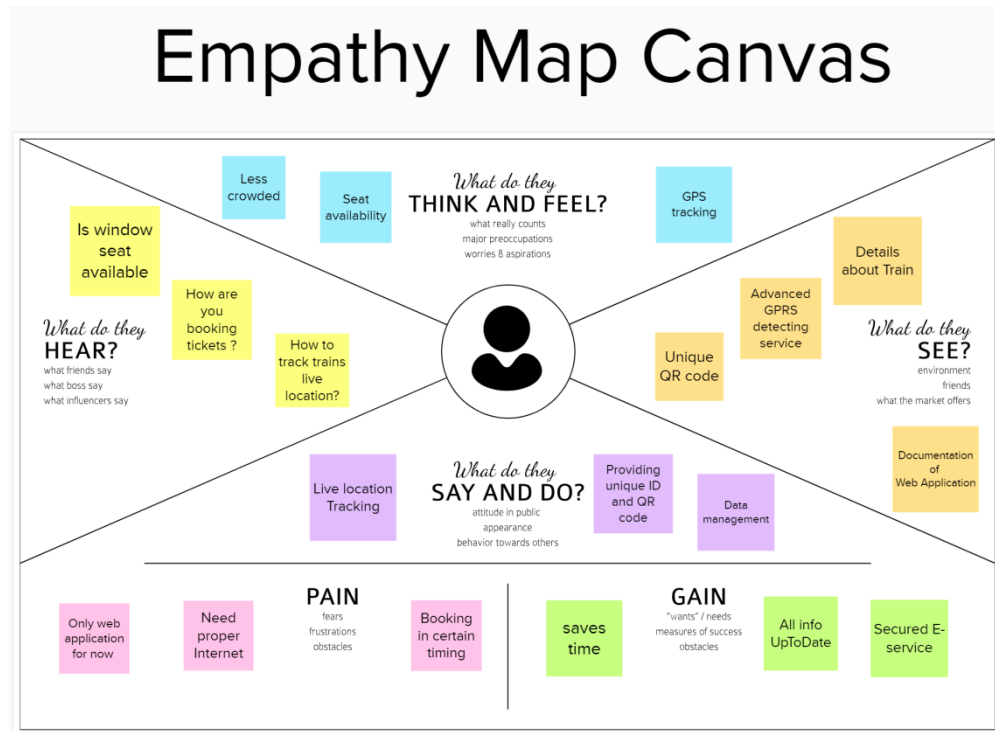 Empathy Map Canvas
What do they
THINK AND FEEL?
what really counts
major preoccupations
worries & aspirations
Less
crowded
Seat
availability
GPS
tracking
What do they
HEAR?
what friends say
what boss say
what influencers say
Is window
seat
available
How are
you
booking
tickets ?
How to
track trains
live
location?
What do they
SEE?
environment
friends
what the market offers
Details
about Train
Advanced
GPRS
detecting
service
Unique
QR code
Documentation
of
Web Application
What do they
SAY AND DO?
attitude in public
appearance
behavior towards others
Live location
Tracking
Providing
unique ID
and QR
code
Data
management
PAIN
fears
frustrations
obstacles
Only web
application
for now
Need
proper
Internet
Booking
in certain
timing
GAIN
"wants" / needs
measures of success
obstacles
saves
time
All info
UpToDate
Secured E-
service